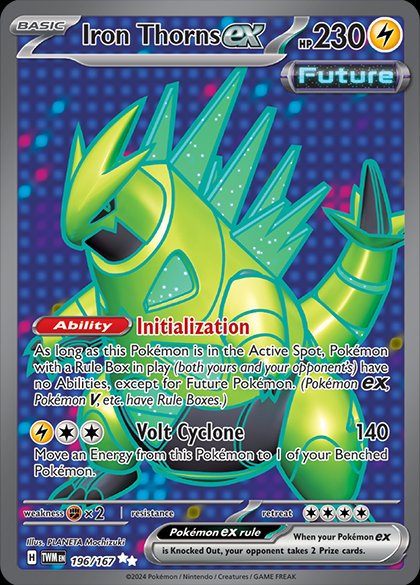 BASIC Iron Thorns ex HP 230
Future
Ability Initialization
As long as this Pokémon is in the Active Spot, Pokémon
with a Rule Box in play (both yours and your opponent's) have
no Abilities, except for Future Pokémon. (Pokémon ex,
Pokémon V, etc. have Rule Boxes.)
Volt Cyclone 140
Move an Energy from this Pokémon to 1 of your Benched
Pokémon.
weakness ×2 resistance retreat
Illus. PLANETA Mochizuki
Pokémon ex rule
When your Pokémon ex
is Knocked Out, your opponent takes 2 Prize cards.
H TWM EN 196/167
©2024 Pokémon / Nintendo / Creatures / GAME FREAK